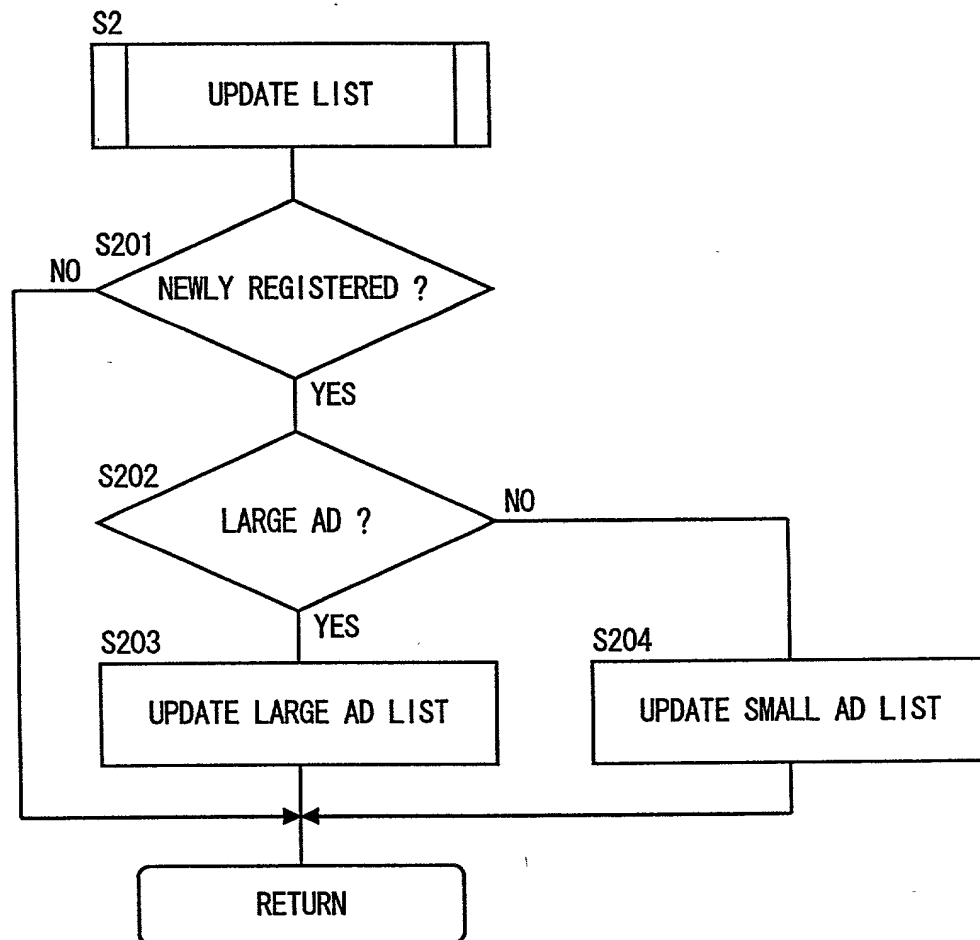 S2
UPDATE LIST
S201
NO
NEWLY REGISTERED ?
YES
S202
NO
LARGE AD ?
YES
S203
S204
UPDATE LARGE AD LIST
UPDATE SMALL AD LIST
RETURN